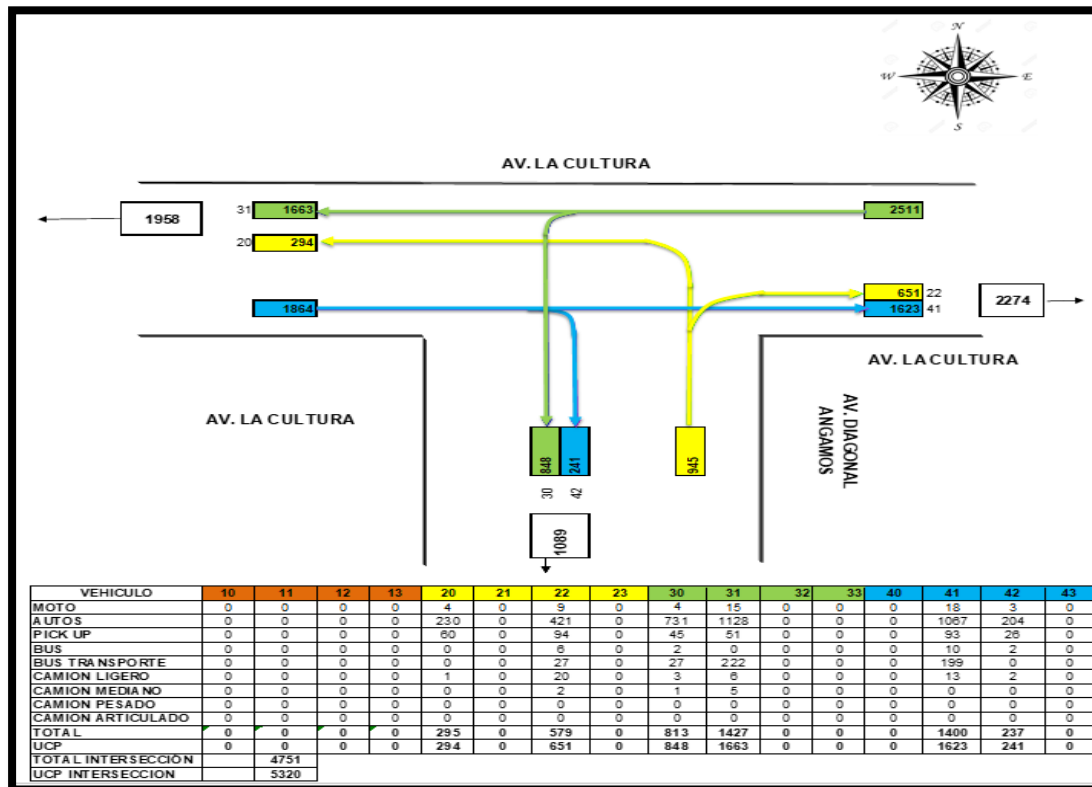 N
W E
S
AV. LA CULTURA
1958
31 1663
2511
20 294
651 22
2274
1864
1623 41
AV. LA CULTURA
AV. LA CULTURA
AV. DIAGONAL
ANGAMOS
848 241
945
30 42
1089
VEHICULO 10 11 12 13 20 21 22 23 30 31 32 33 40 41 42 43
MOTO 0 0 0 0 4 0 9 0 4 15 0 0 0 18 3 0
AUTOS 0 0 0 0 230 0 421 0 731 1128 0 0 0 1067 204 0
PICK UP 0 0 0 0 60 0 94 0 45 51 0 0 0 93 26 0
BUS 0 0 0 0 0 0 6 0 2 0 0 0 0 10 2 0
BUS TRANSPORTE 0 0 0 0 0 0 27 0 27 222 0 0 0 199 0 0
CAMION LIGERO 0 0 0 0 1 0 20 0 3 6 0 0 0 13 2 0
CAMION MEDIANO 0 0 0 0 0 0 2 0 1 5 0 0 0 0 0 0
CAMION PESADO 0 0 0 0 0 0 0 0 0 0 0 0 0 0 0 0
CAMION ARTICULADO 0 0 0 0 0 0 0 0 0 0 0 0 0 0 0 0
TOTAL 0 0 0 0 295 0 579 0 813 1427 0 0 0 1400 237 0
UCP 0 0 0 0 294 0 651 0 848 1663 0 0 0 1623 241 0
TOTAL INTERSECCIÓN 4751
UCP INTERSECCION 5320